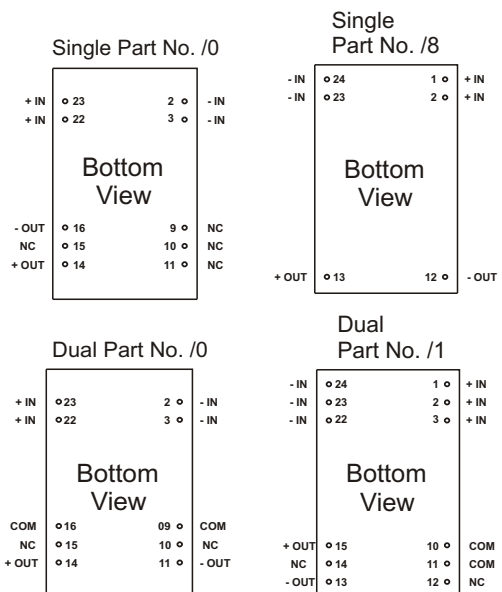 Single Part No. /0
+ IN 23 2 - IN
+ IN 22 3 - IN
Bottom
View
- OUT 16 9 NC
NC 15 10 NC
+ OUT 14 11 NC
Single
Part No. /8
- IN 24 1 + IN
- IN 23 2 + IN
Bottom
View
+ OUT 13 12 - OUT
Dual Part No. /0
+ IN 23 2 - IN
+ IN 22 3 - IN
Bottom
View
COM 16 09 COM
NC 15 10 NC
+ OUT 14 11 - OUT
Dual
Part No. /1
- IN 24 1 + IN
- IN 23 2 + IN
- IN 22 3 + IN
Bottom
View
+ OUT 15 10 COM
NC 14 11 COM
- OUT 13 12 NC